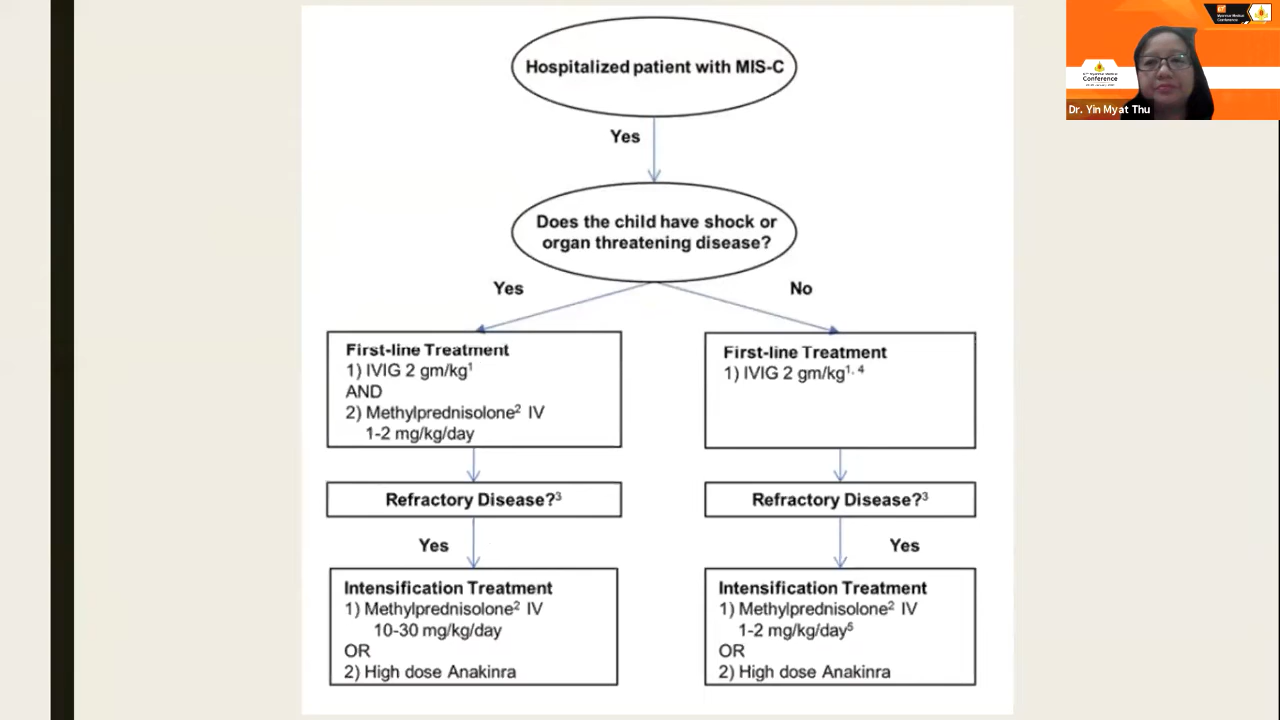 Hospitalized patient with MIS-C
Yes
Does the child have shock or
organ threatening disease?
Yes
No
First-line Treatment
1) IVIG 2 gm/kg¹
AND
2) Methylprednisolone² IV
1-2 mg/kg/day
First-line Treatment
1) IVIG 2 gm/kg¹, ⁴
Refractory Disease?³
Refractory Disease?³
Yes
Yes
Intensification Treatment
1) Methylprednisolone² IV
10-30 mg/kg/day
OR
2) High dose Anakinra
Intensification Treatment
1) Methylprednisolone² IV
1-2 mg/kg/day⁵
OR
2) High dose Anakinra
Myanmar Medical
Conference
Conference
Dr. Yin Myat Thu